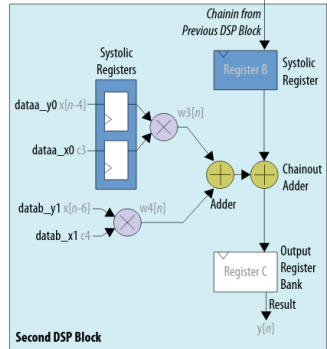 Chainin from
Previous DSP Block
Systolic
Registers
Register B
Systolic
Register
dataa_y0 x[n-4]
w3[n]
dataa_x0 c3
Chainout
Adder
Adder
datab_y1 x[n-6]
w4[n]
datab_x1 c4
Register C
Output
Register
Bank
Result
y[n]
Second DSP Block